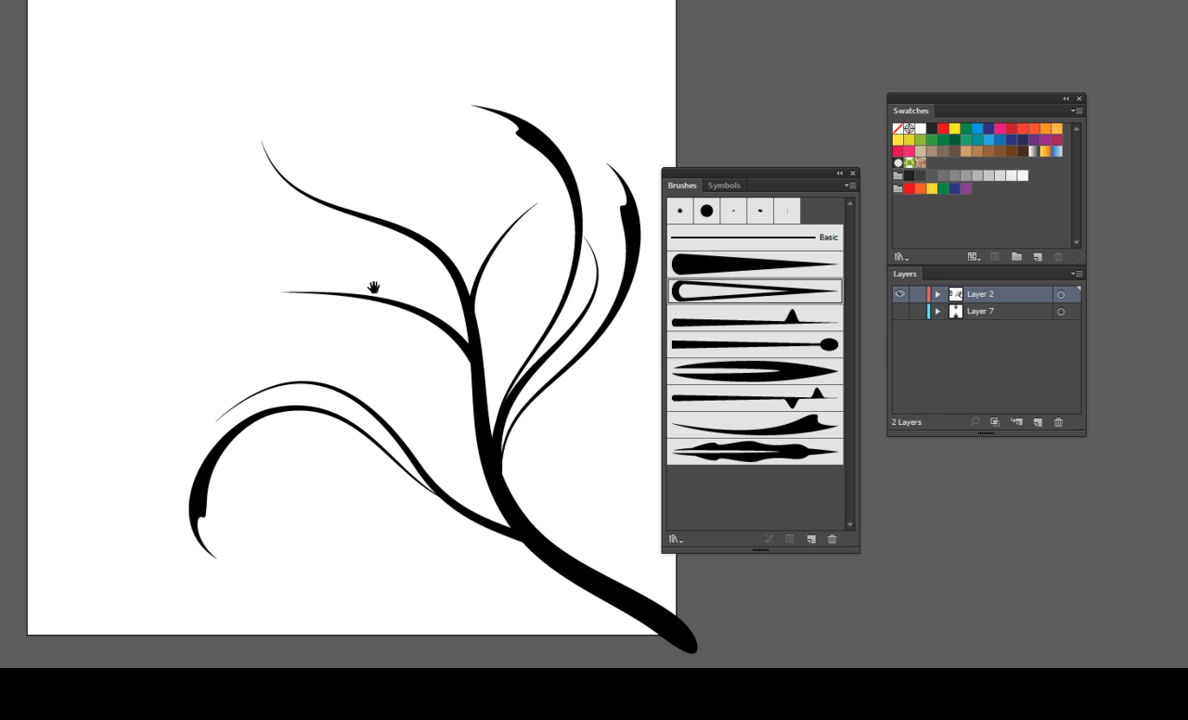 Swatches
Brushes
Symbols
Basic
Layers
Layer 2
Layer 7
2 Layers